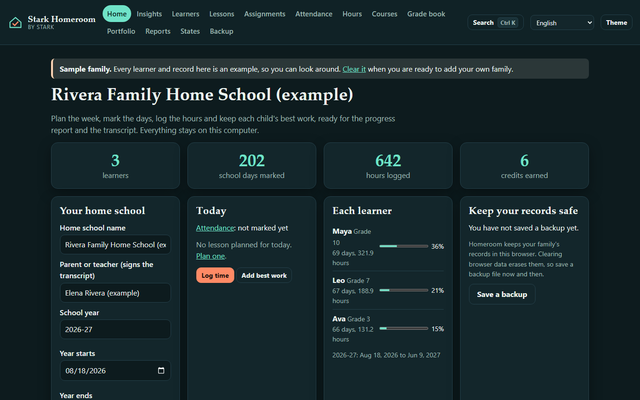 Stark Homeroom
BY STARK
Home Insights Learners Lessons Assignments Attendance Hours Courses Grade book
Portfolio Reports States Backup
Search Ctrl K
English
Theme
Sample family. Every learner and record here is an example, so you can look around. Clear it when you are ready to add your own family.
Rivera Family Home School (example)
Plan the week, mark the days, log the hours and keep each child's best work, ready for the progress
report and the transcript. Everything stays on this computer.
3
learners
202
school days marked
642
hours logged
6
credits earned
Your home school
Home school name
Rivera Family Home School (ex
Parent or teacher (signs the
transcript)
Elena Rivera (example)
School year
2026-27
Year starts
08/18/2026
Year ends
Today
Attendance: not marked yet
No lesson planned for today.
Plan one.
Log time
Add best work
Each learner
Maya Grade
10
69 days, 321.9
hours
36%
Leo Grade 7
67 days, 188.9
hours
21%
Ava Grade 3
66 days, 131.2
hours
15%
2026-27: Aug 18, 2026 to Jun 9, 2027
Keep your records safe
You have not saved a backup yet.
Homeroom keeps your family's
records in this browser. Clearing
browser data erases them, so save a
backup file now and then.
Save a backup